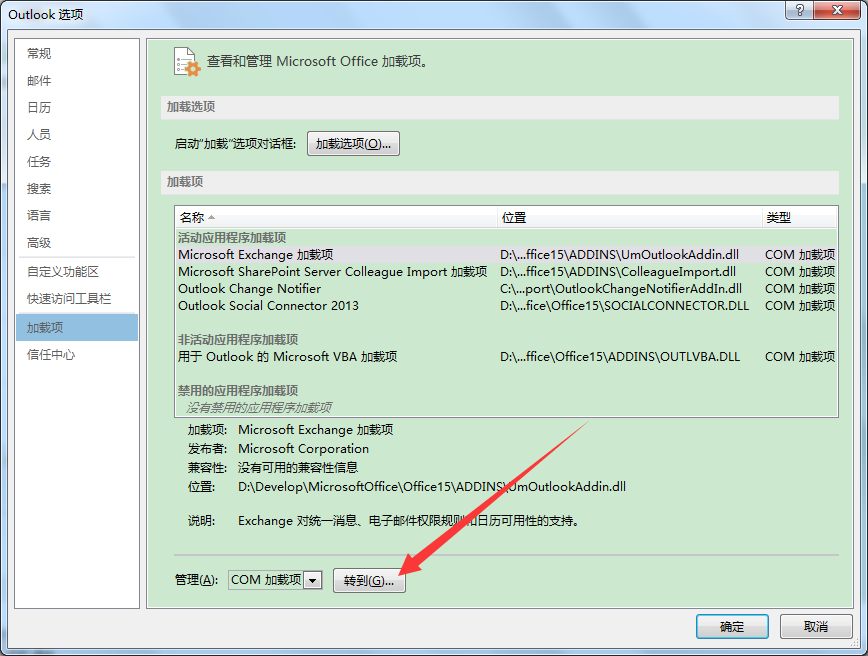 Outlook 选项
?
常规
邮件
日历
人员
任务
搜索
语言
高级
自定义功能区
快速访问工具栏
加载项
信任中心
查看和管理 Microsoft Office 加载项。
加载选项
启动“加载”选项对话框: 加载选项(O)...
加载项
名称 位置 类型
活动应用程序加载项
Microsoft Exchange 加载项 D:\...ffice15\ADDINS\UmOutlookAddin.dll COM 加载项
Microsoft SharePoint Server Colleague Import 加载项 D:\...ffice15\ADDINS\ColleagueImport.dll COM 加载项
Outlook Change Notifier C:\...port\OutlookChangeNotifierAddIn.dll COM 加载项
Outlook Social Connector 2013 D:\...fice\Office15\SOCIALCONNECTOR.DLL COM 加载项
非活动应用程序加载项
用于 Outlook 的 Microsoft VBA 加载项 D:\...ffice\Office15\ADDINS\OUTLVBA.DLL COM 加载项
禁用的应用程序加载项
没有禁用的应用程序加载项
加载项: Microsoft Exchange 加载项
发布者: Microsoft Corporation
兼容性: 没有可用的兼容性信息
位置: D:\Develop\MicrosoftOffice\Office15\ADDINS\UmOutlookAddin.dll
说明: Exchange 对统一消息、电子邮件权限规则和日历可用性的支持。
管理(A): COM 加载项 转到(G)...
确定 取消